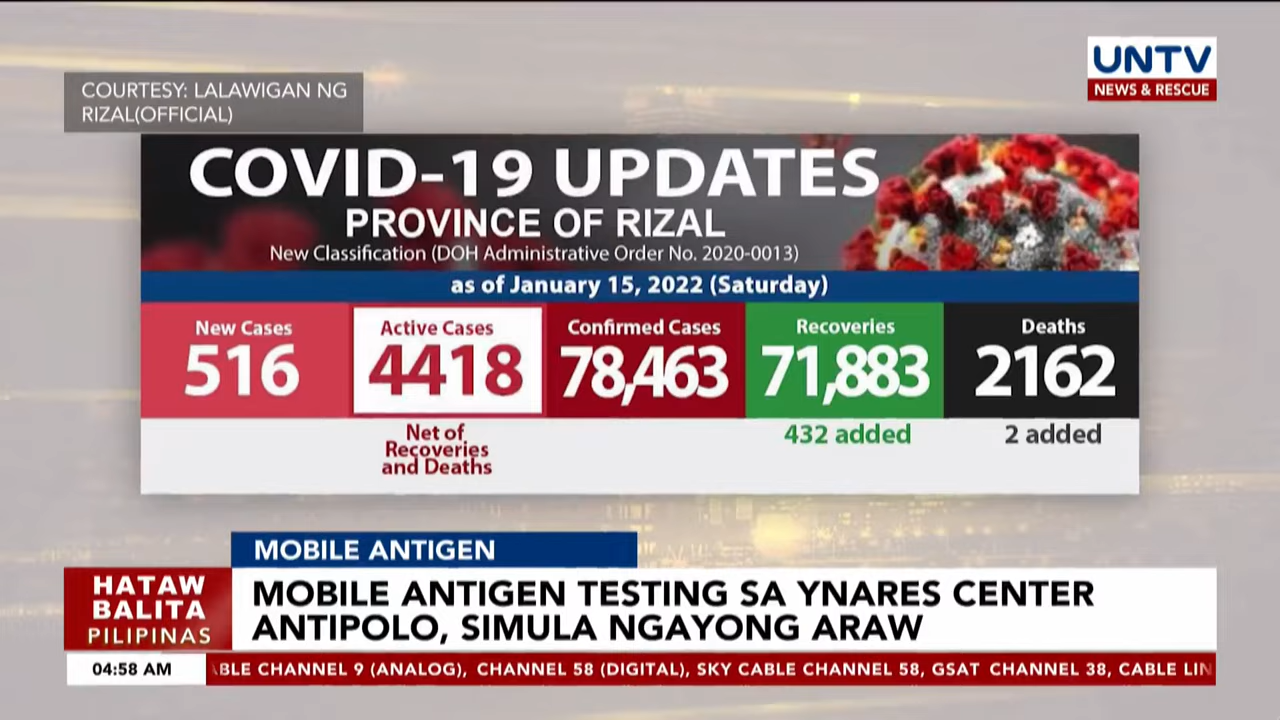 COURTESY: LALAWIGAN NG
RIZAL(OFFICIAL)
UNTV
NEWS & RESCUE
COVID-19 UPDATES
PROVINCE OF RIZAL
New Classification (DOH Administrative Order No. 2020-0013)
as of January 15, 2022 (Saturday)
New Cases
516
Active Cases
4418
Net of
Recoveries
and Deaths
Confirmed Cases
78,463
Recoveries
71,883
432 added
Deaths
2162
2 added
MOBILE ANTIGEN
HATAW
BALITA
PILIPINAS
MOBILE ANTIGEN TESTING SA YNARES CENTER
ANTIPOLO, SIMULA NGAYONG ARAW
04:58 AM
BLE CHANNEL 9 (ANALOG), CHANNEL 58 (DIGITAL), SKY CABLE CHANNEL 58, GSAT CHANNEL 38, CABLE LIN